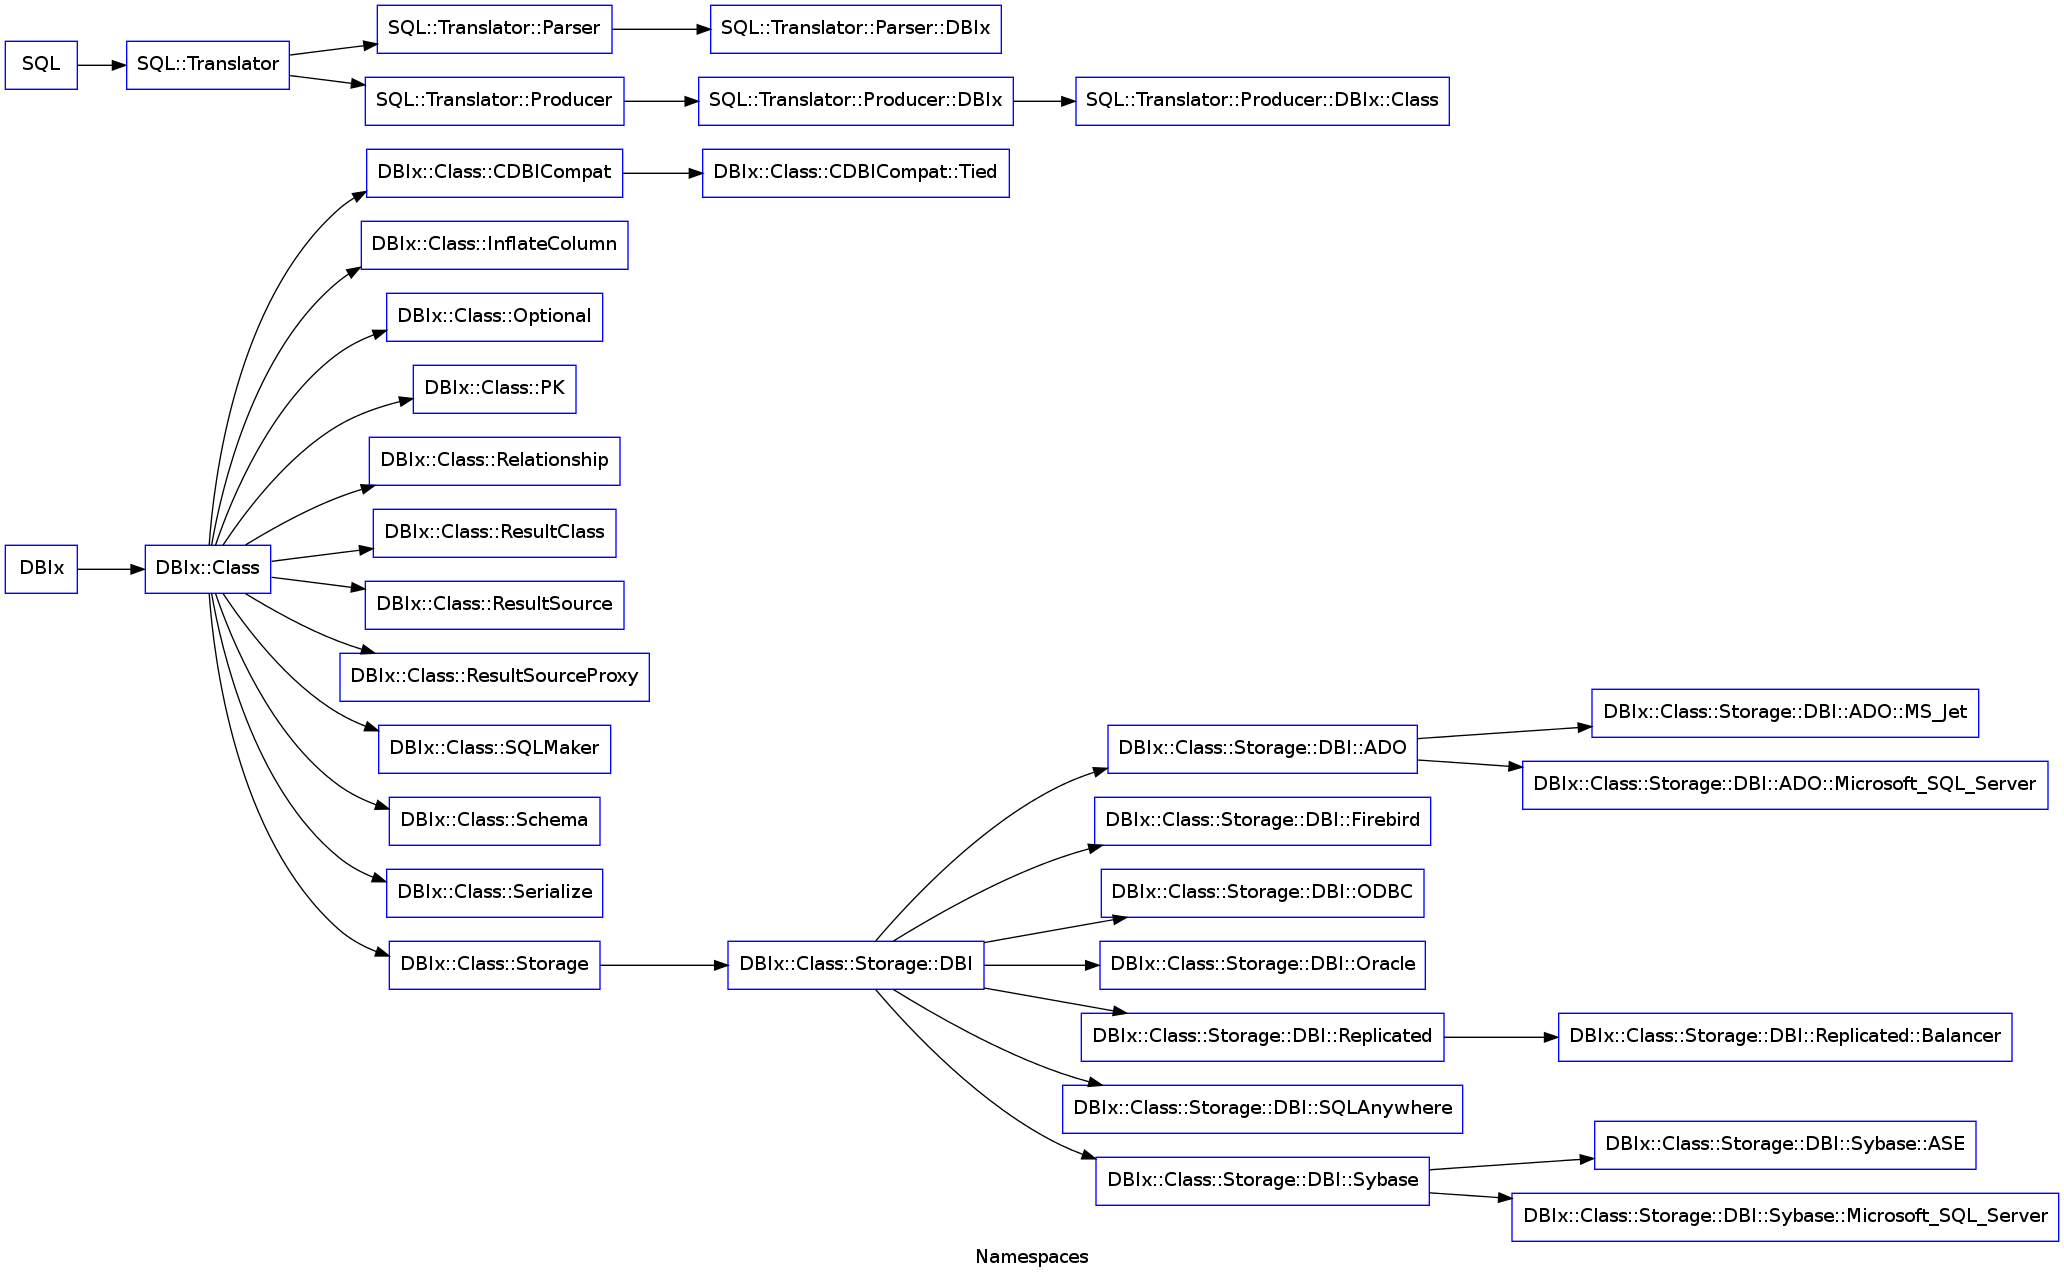 SQL
SQL::Translator
SQL::Translator::Parser
SQL::Translator::Parser::DBIx
SQL::Translator::Producer
SQL::Translator::Producer::DBIx
SQL::Translator::Producer::DBIx::Class
DBIx
DBIx::Class
DBIx::Class::CDBICompat
DBIx::Class::CDBICompat::Tied
DBIx::Class::InflateColumn
DBIx::Class::Optional
DBIx::Class::PK
DBIx::Class::Relationship
DBIx::Class::ResultClass
DBIx::Class::ResultSource
DBIx::Class::ResultSourceProxy
DBIx::Class::SQLMaker
DBIx::Class::Schema
DBIx::Class::Serialize
DBIx::Class::Storage
DBIx::Class::Storage::DBI
DBIx::Class::Storage::DBI::ADO
DBIx::Class::Storage::DBI::ADO::MS_Jet
DBIx::Class::Storage::DBI::ADO::Microsoft_SQL_Server
DBIx::Class::Storage::DBI::Firebird
DBIx::Class::Storage::DBI::ODBC
DBIx::Class::Storage::DBI::Oracle
DBIx::Class::Storage::DBI::Replicated
DBIx::Class::Storage::DBI::Replicated::Balancer
DBIx::Class::Storage::DBI::SQLAnywhere
DBIx::Class::Storage::DBI::Sybase
DBIx::Class::Storage::DBI::Sybase::ASE
DBIx::Class::Storage::DBI::Sybase::Microsoft_SQL_Server
Namespaces